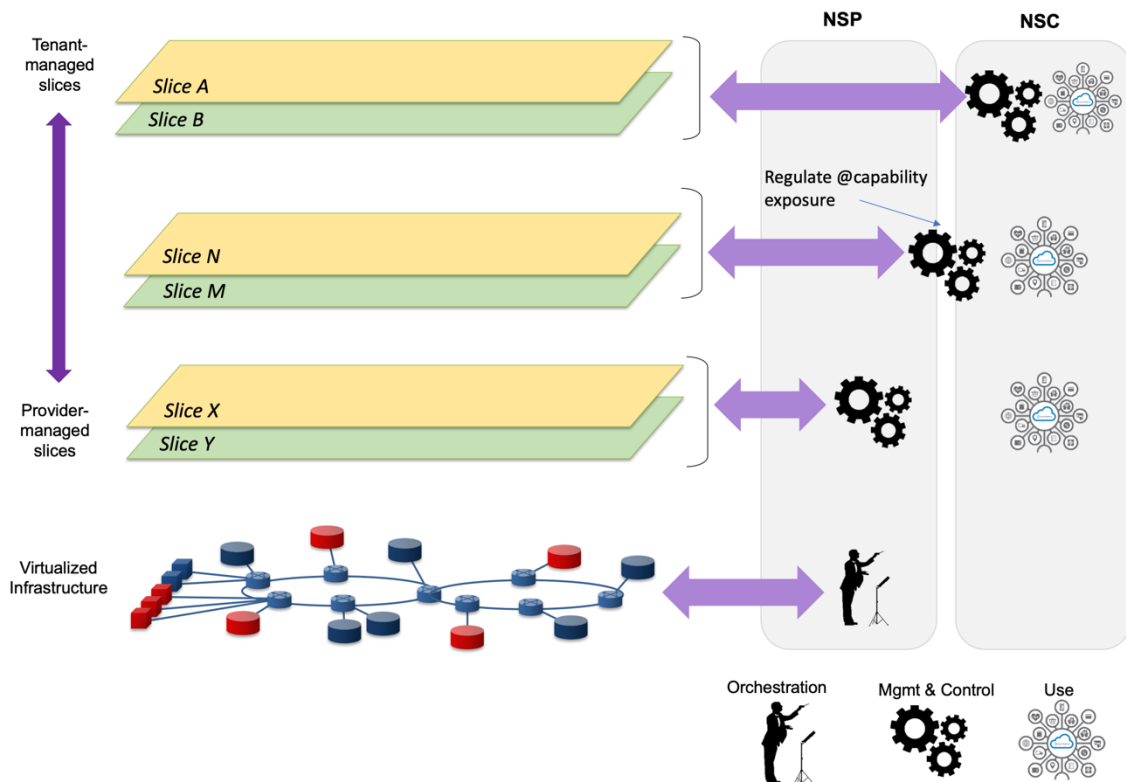 NSP
NSC
Tenant-
managed
slices
Slice A
Slice B
Regulate @capability
exposure
Slice N
Slice M
Provider-
managed
slices
Slice X
Slice Y
Virtualized
Infrastructure
Orchestration
Mgmt & Control
Use